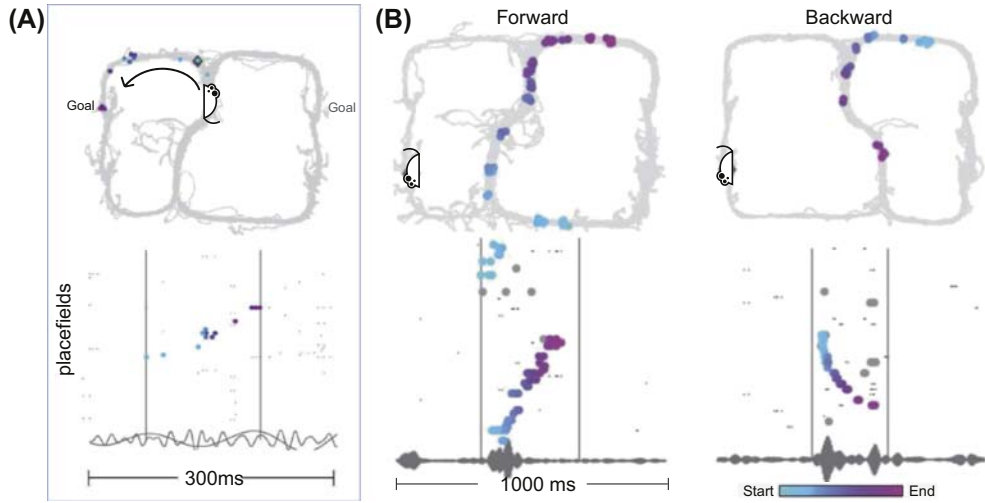 (A)
Goal
Goal
placefields
300ms
(B)
Forward
Backward
1000 ms
Start
End